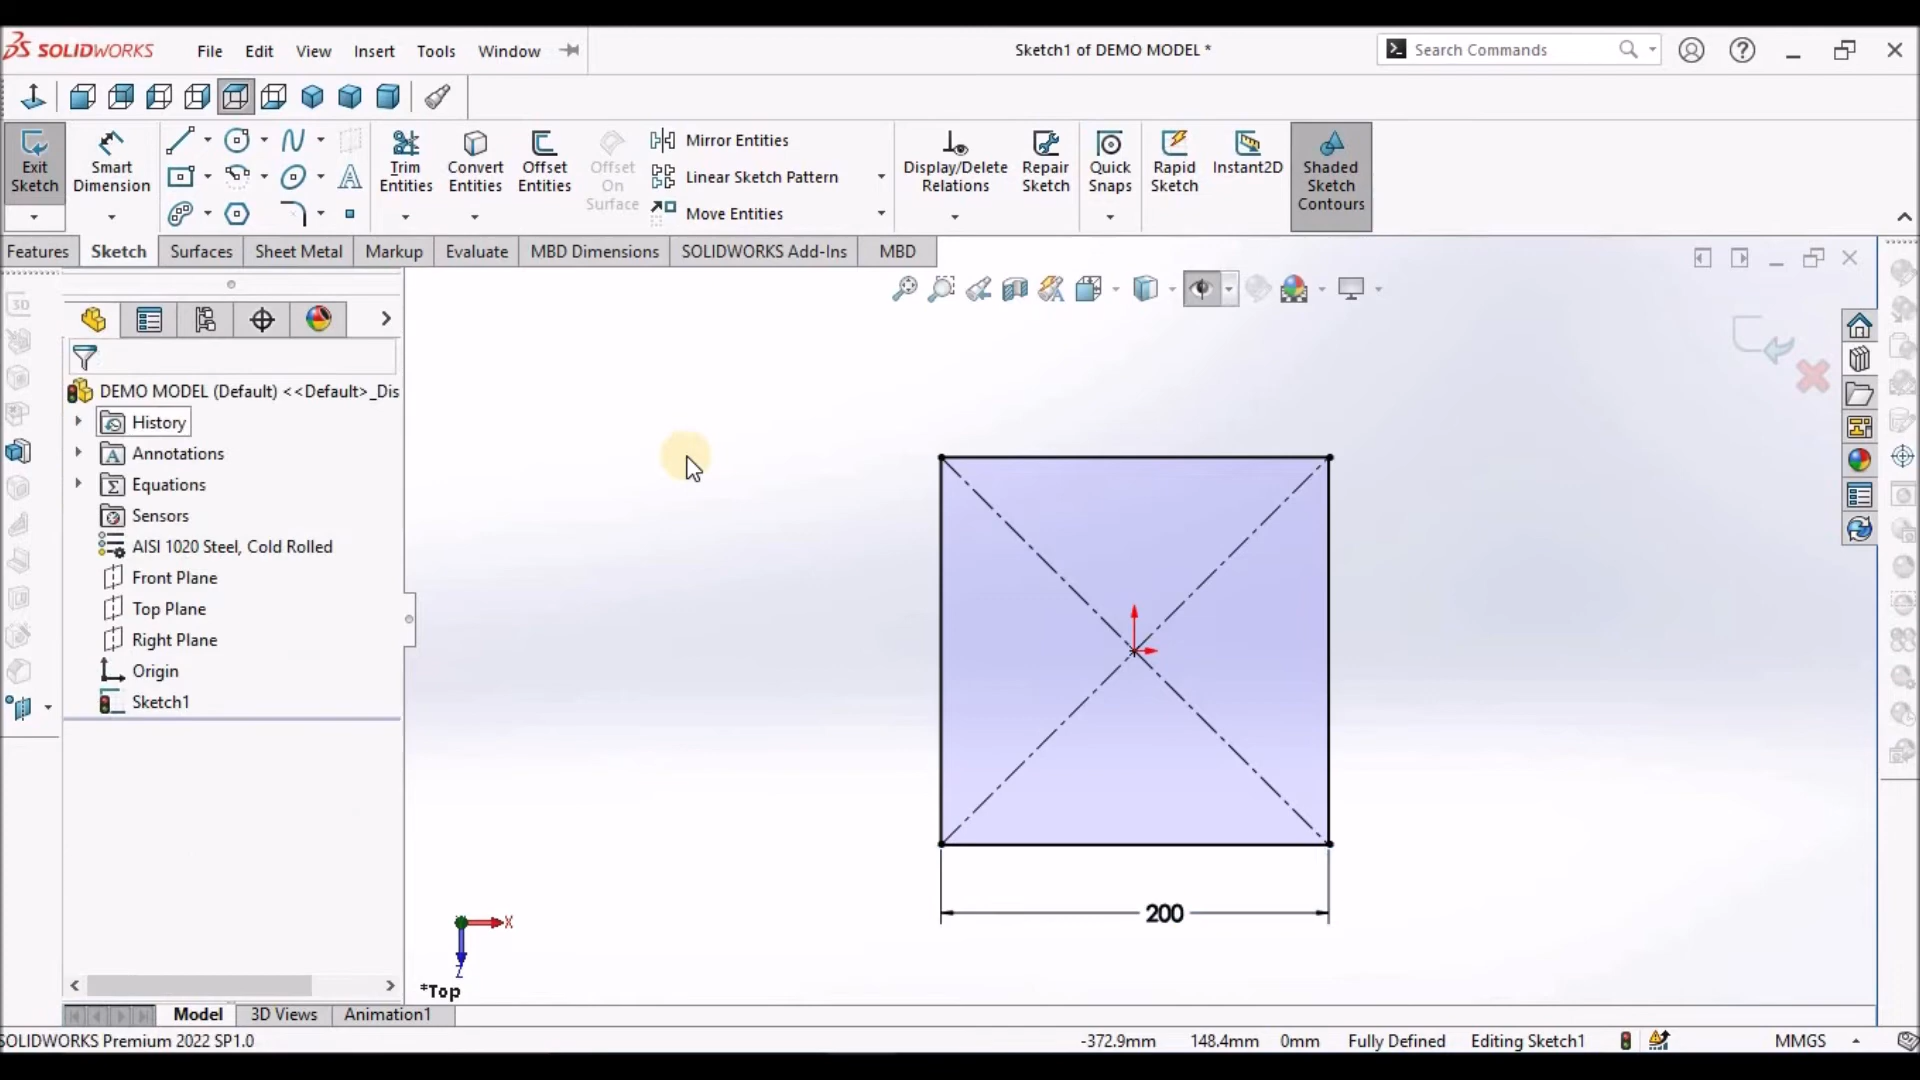 SOLIDWORKS File Edit View Insert Tools Window Sketch1 of DEMO MODEL * Search Commands
Exit Sketch
Smart Dimension
Trim Entities
Convert Entities
Offset Entities
Offset On Surface
Mirror Entities
Linear Sketch Pattern
Move Entities
Display/Delete Relations
Repair Sketch
Quick Snaps
Rapid Sketch
Instant2D
Shaded Sketch Contours
Features Sketch Surfaces Sheet Metal Markup Evaluate MBD Dimensions SOLIDWORKS Add-Ins MBD
3D
DEMO MODEL (Default) <<Default>_Dis
History
Annotations
Equations
Sensors
AISI 1020 Steel, Cold Rolled
Front Plane
Top Plane
Right Plane
Origin
Sketch1
200
X
Z
*Top
Model 3D Views Animation1
SOLIDWORKS Premium 2022 SP1.0 -372.9mm 148.4mm 0mm Fully Defined Editing Sketch1 MMGS